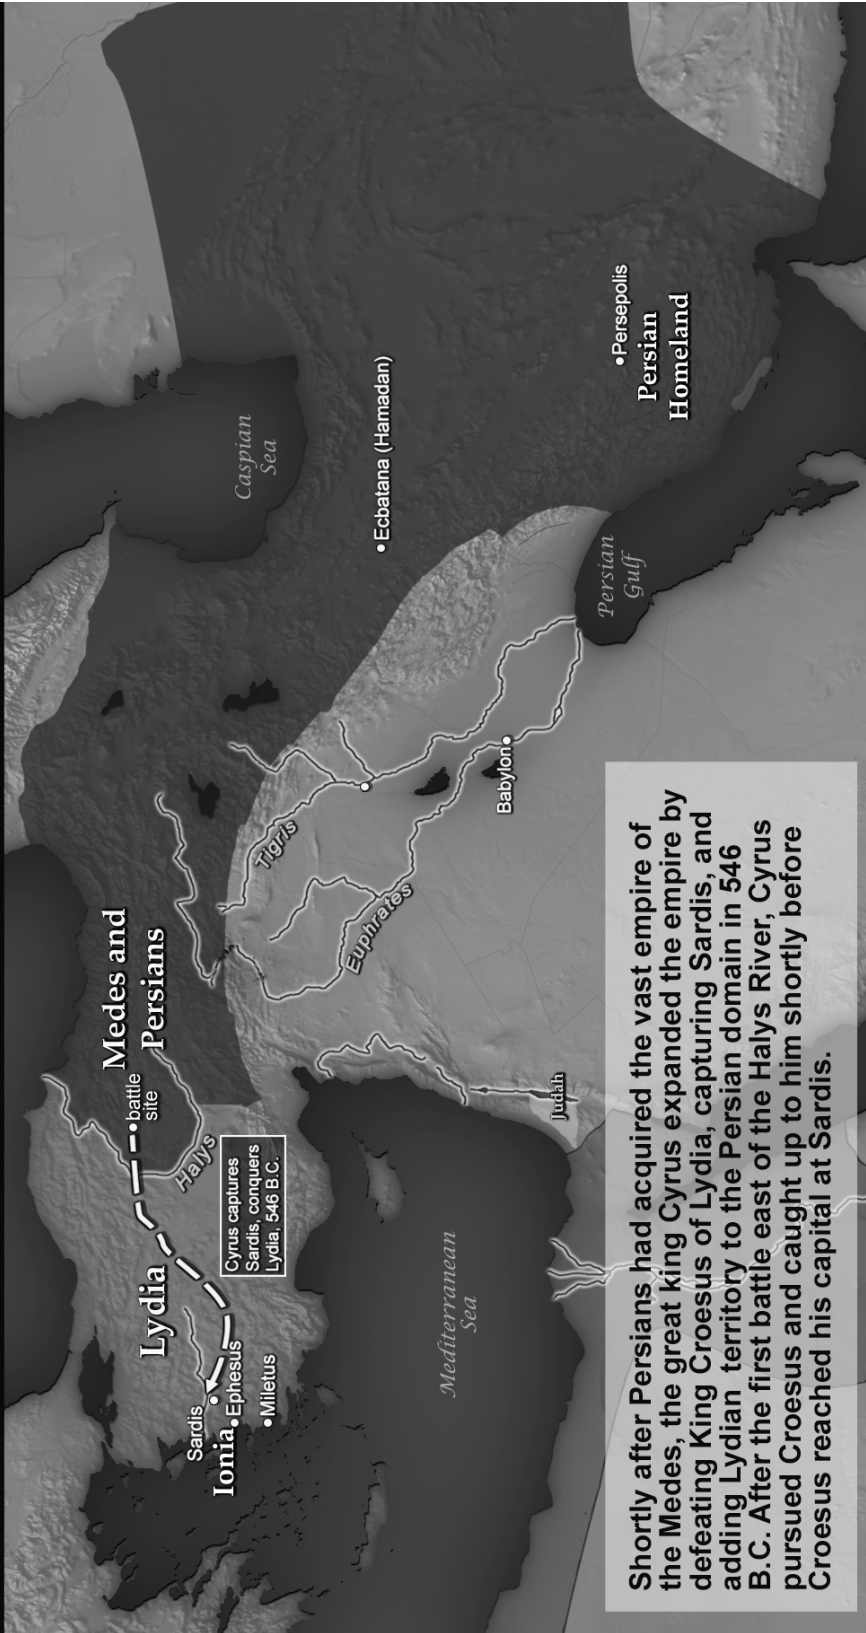 Caspian
Sea
Medes and
Persians
battle
site
Halys
Lydia
Cyrus captures
Sardis, conquers
Lydia, 546 B.C.
Sardis
Ionia
Ephesus
Miletus
Tigris
Euphrates
Ecbatana (Hamadan)
Babylon
Persepolis
Persian
Homeland
Persian
Gulf
Judah
Mediterranean
Sea
Shortly after Persians had acquired the vast empire of
the Medes, the great king Cyrus expanded the empire by
defeating King Croesus of Lydia, capturing Sardis, and
adding Lydian territory to the Persian domain in 546
B.C. After the first battle east of the Halys River, Cyrus
pursued Croesus and caught up to him shortly before
Croesus reached his capital at Sardis.